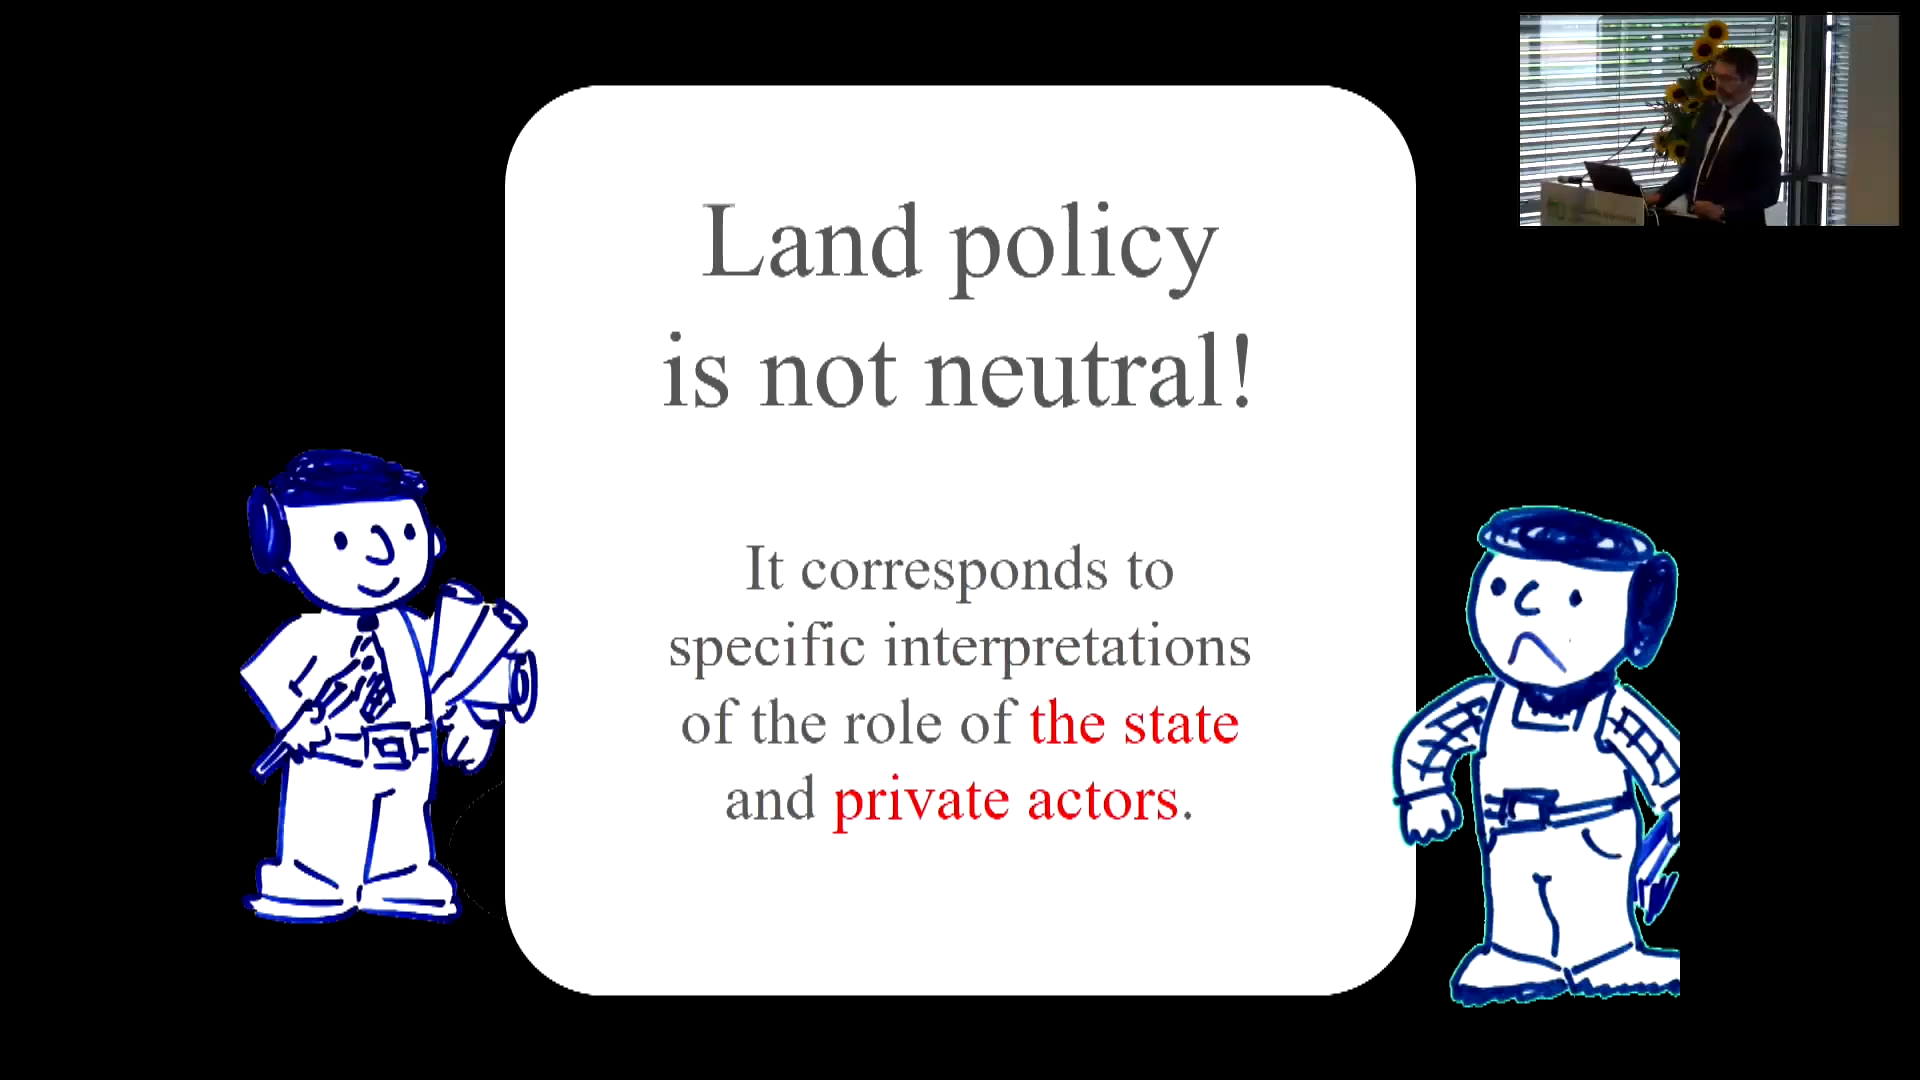 Land policy
is not neutral!
It corresponds to
specific interpretations
of the role of the state
and private actors.